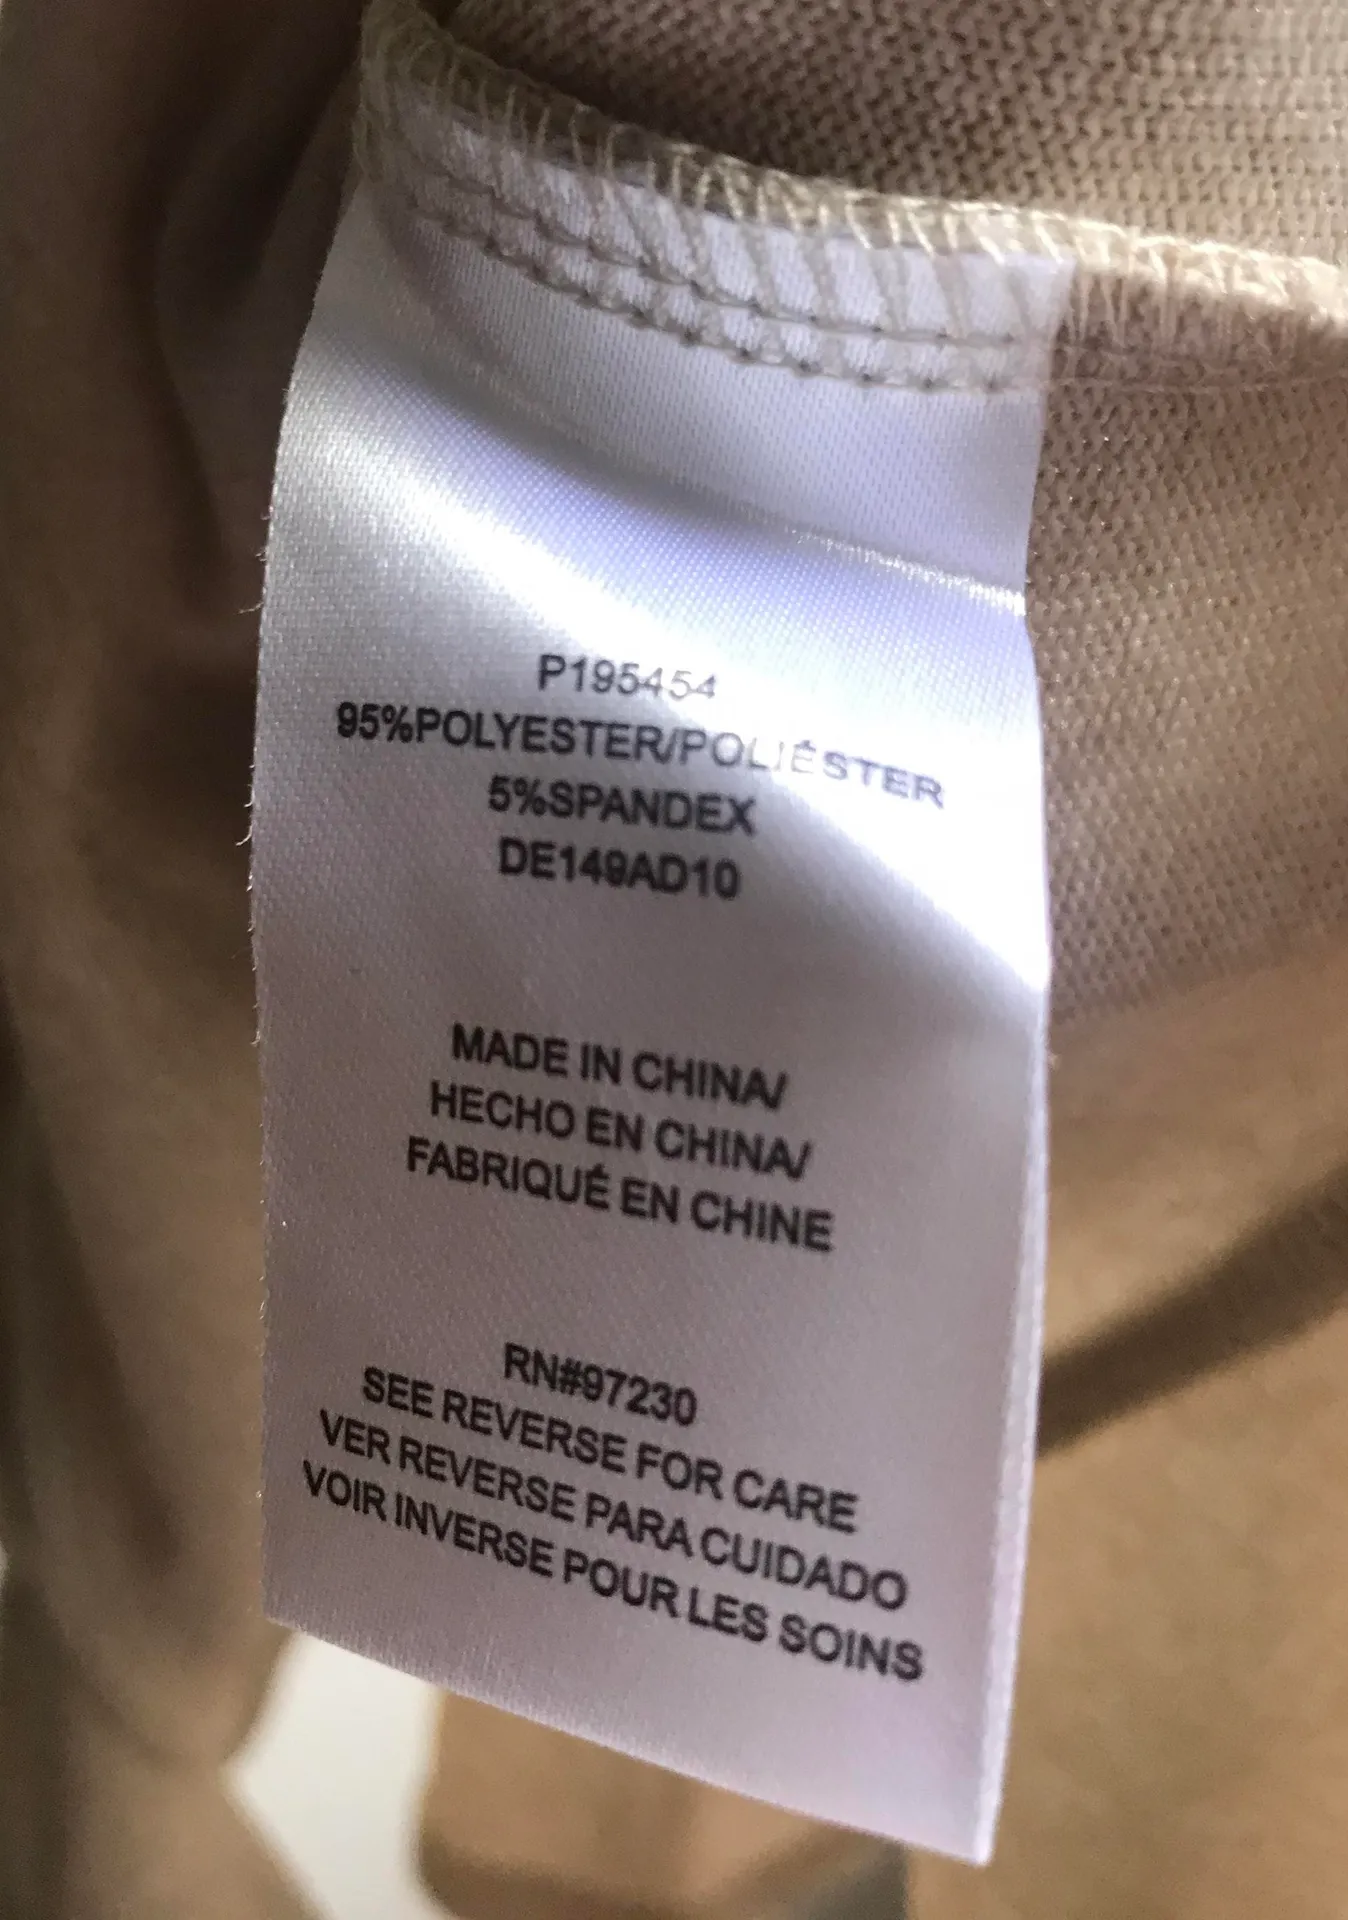 P195454
95%POLYESTER/POLIÉSTER
5%SPANDEX
DE149AD10
MADE IN CHINA/
HECHO EN CHINA/
FABRIQUÉ EN CHINE
RN#97230
SEE REVERSE FOR CARE
VER REVERSE PARA CUIDADO
VOIR INVERSE POUR LES SOINS